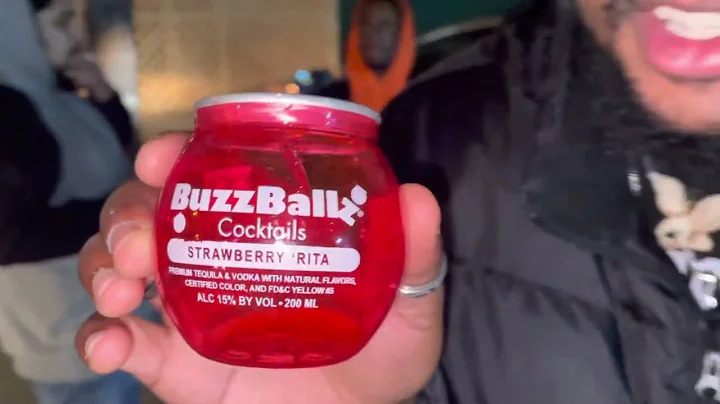 BuzzBallz
Cocktails
STRAWBERRY 'RITA
PREMIUM TEQUILA & VODKA WITH NATURAL FLAVORS,
CERTIFIED COLOR, AND FD&C YELLOW #5
ALC 15% BY VOL • 200 ML